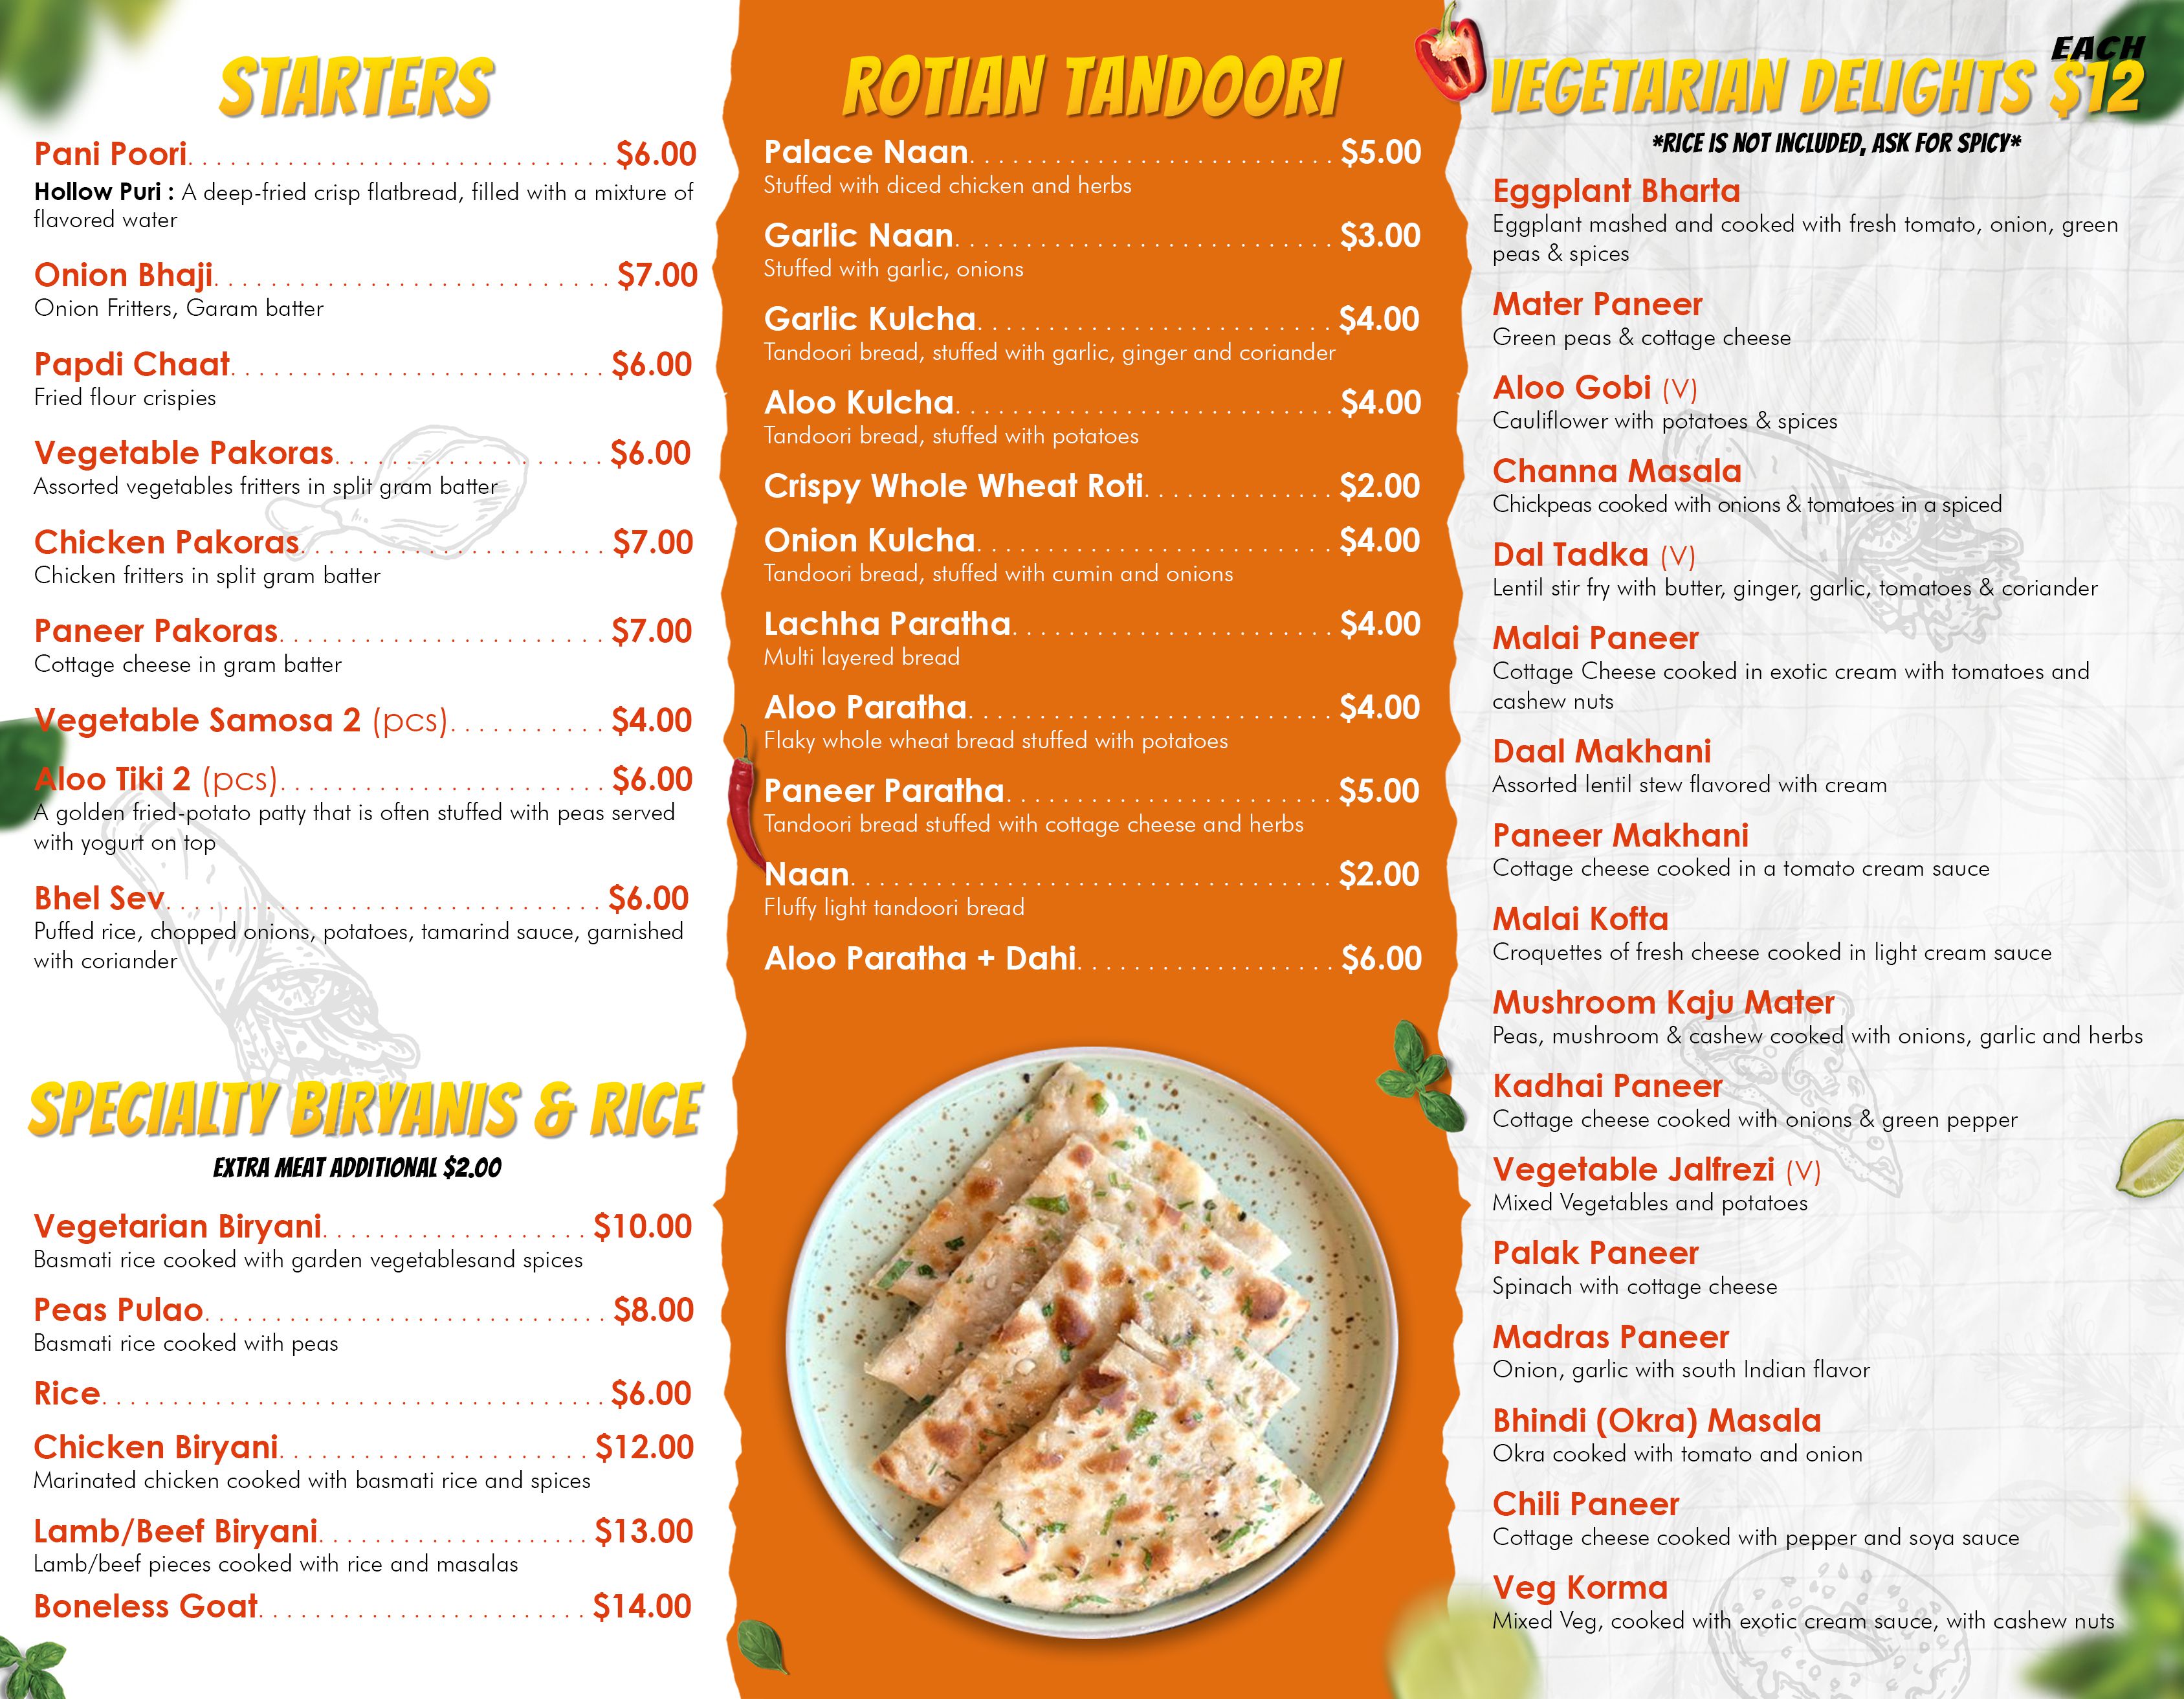 STARTERS
Pani Poori. . . . . . . . . . . . . . . . . . . . . . . . . . . . . . $6.00
Hollow Puri : A deep-fried crisp flatbread, filled with a mixture of
flavored water
Onion Bhaji. . . . . . . . . . . . . . . . . . . . . . . . . . . . $7.00
Onion Fritters, Garam batter
Papdi Chaat. . . . . . . . . . . . . . . . . . . . . . . . . . . $6.00
Fried flour crispies
Vegetable Pakoras. . . . . . . . . . . . . . . . . . . $6.00
Assorted vegetables fritters in split gram batter
Chicken Pakoras. . . . . . . . . . . . . . . . . . . . . . $7.00
Chicken fritters in split gram batter
Paneer Pakoras. . . . . . . . . . . . . . . . . . . . . . . $7.00
Cottage cheese in gram batter
Vegetable Samosa 2 (pcs). . . . . . . . . . . $4.00
Aloo Tiki 2 (pcs). . . . . . . . . . . . . . . . . . . . . . . $6.00
A golden fried-potato patty that is often stuffed with peas served
with yogurt on top
Bhel Sev. . . . . . . . . . . . . . . . . . . . . . . . . . . . . . . $6.00
Puffed rice, chopped onions, potatoes, tamarind sauce, garnished
with coriander
SPECIALTY BIRYANIS & RICE
EXTRA MEAT ADDITIONAL $2.00
Vegetarian Biryani. . . . . . . . . . . . . . . . . . . $10.00
Basmati rice cooked with garden vegetablesand spices
Peas Pulao. . . . . . . . . . . . . . . . . . . . . . . . . . . . . $8.00
Basmati rice cooked with peas
Rice. . . . . . . . . . . . . . . . . . . . . . . . . . . . . . . . . . . . $6.00
Chicken Biryani. . . . . . . . . . . . . . . . . . . . . . $12.00
Marinated chicken cooked with basmati rice and spices
Lamb/Beef Biryani. . . . . . . . . . . . . . . . . . . $13.00
Lamb/beef pieces cooked with rice and masalas
Boneless Goat. . . . . . . . . . . . . . . . . . . . . . . $14.00
ROTIAN TANDOORI
Palace Naan. . . . . . . . . . . . . . . . . . . . . . . . . . $5.00
Stuffed with diced chicken and herbs
Garlic Naan. . . . . . . . . . . . . . . . . . . . . . . . . . . $3.00
Stuffed with garlic, onions
Garlic Kulcha. . . . . . . . . . . . . . . . . . . . . . . . . $4.00
Tandoori bread, stuffed with garlic, ginger and coriander
Aloo Kulcha. . . . . . . . . . . . . . . . . . . . . . . . . . . $4.00
Tandoori bread, stuffed with potatoes
Crispy Whole Wheat Roti. . . . . . . . . . . . . . $2.00
Onion Kulcha. . . . . . . . . . . . . . . . . . . . . . . . . $4.00
Tandoori bread, stuffed with cumin and onions
Lachha Paratha. . . . . . . . . . . . . . . . . . . . . . . $4.00
Multi layered bread
Aloo Paratha. . . . . . . . . . . . . . . . . . . . . . . . . . $4.00
Flaky whole wheat bread stuffed with potatoes
Paneer Paratha. . . . . . . . . . . . . . . . . . . . . . . $5.00
Tandoori bread stuffed with cottage cheese and herbs
Naan. . . . . . . . . . . . . . . . . . . . . . . . . . . . . . . . . . $2.00
Fluffy light tandoori bread
Aloo Paratha + Dahi. . . . . . . . . . . . . . . . . . . $6.00
EACH
VEGETARIAN DELIGHTS $12
*RICE IS NOT INCLUDED, ASK FOR SPICY*
Eggplant Bharta
Eggplant mashed and cooked with fresh tomato, onion, green
peas & spices
Mater Paneer
Green peas & cottage cheese
Aloo Gobi (V)
Cauliflower with potatoes & spices
Channa Masala
Chickpeas cooked with onions & tomatoes in a spiced
Dal Tadka (V)
Lentil stir fry with butter, ginger, garlic, tomatoes & coriander
Malai Paneer
Cottage Cheese cooked in exotic cream with tomatoes and
cashew nuts
Daal Makhani
Assorted lentil stew flavored with cream
Paneer Makhani
Cottage cheese cooked in a tomato cream sauce
Malai Kofta
Croquettes of fresh cheese cooked in light cream sauce
Mushroom Kaju Mater
Peas, mushroom & cashew cooked with onions, garlic and herbs
Kadhai Paneer
Cottage cheese cooked with onions & green pepper
Vegetable Jalfrezi (V)
Mixed Vegetables and potatoes
Palak Paneer
Spinach with cottage cheese
Madras Paneer
Onion, garlic with south Indian flavor
Bhindi (Okra) Masala
Okra cooked with tomato and onion
Chili Paneer
Cottage cheese cooked with pepper and soya sauce
Veg Korma
Mixed Veg, cooked with exotic cream sauce, with cashew nuts